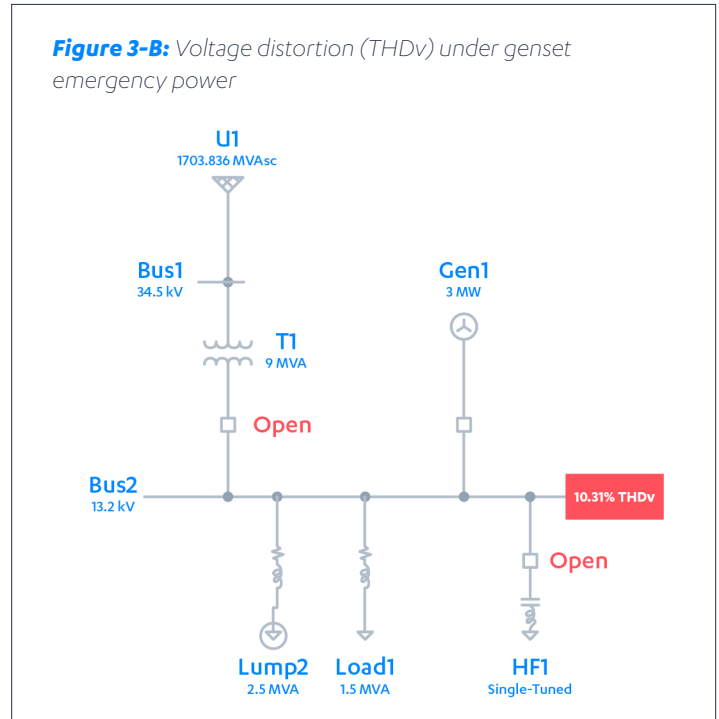 Figure 3-B: Voltage distortion (THDv) under genset
emergency power
U1
1703.836 MVAsc
Bus1
34.5 kV
Gen1
3 MW
T1
9 MVA
Open
Bus2
13.2 kV
10.31% THDv
Open
Lump2
2.5 MVA
Load1
1.5 MVA
HF1
Single-Tuned